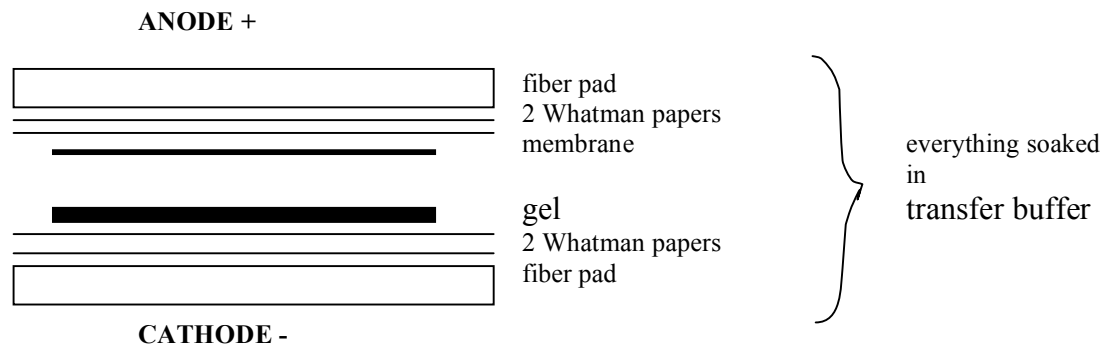 ANODE +
fiber pad
2 Whatman papers
membrane
gel
2 Whatman papers
fiber pad
everything soaked
in
transfer buffer
CATHODE -